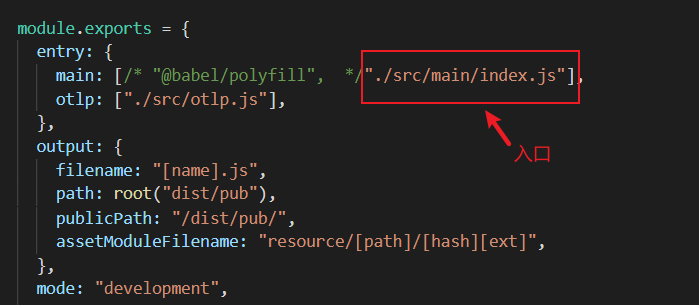 module.exports = {
entry: {
main: [/* "@babel/polyfill",  */"./src/main/index.js"],
otlp: ["./src/otlp.js"],
},
入口
output: {
filename: "[name].js",
path: root("dist/pub"),
publicPath: "/dist/pub/",
assetModuleFilename: "resource/[path]/[hash][ext]",
},
mode: "development",